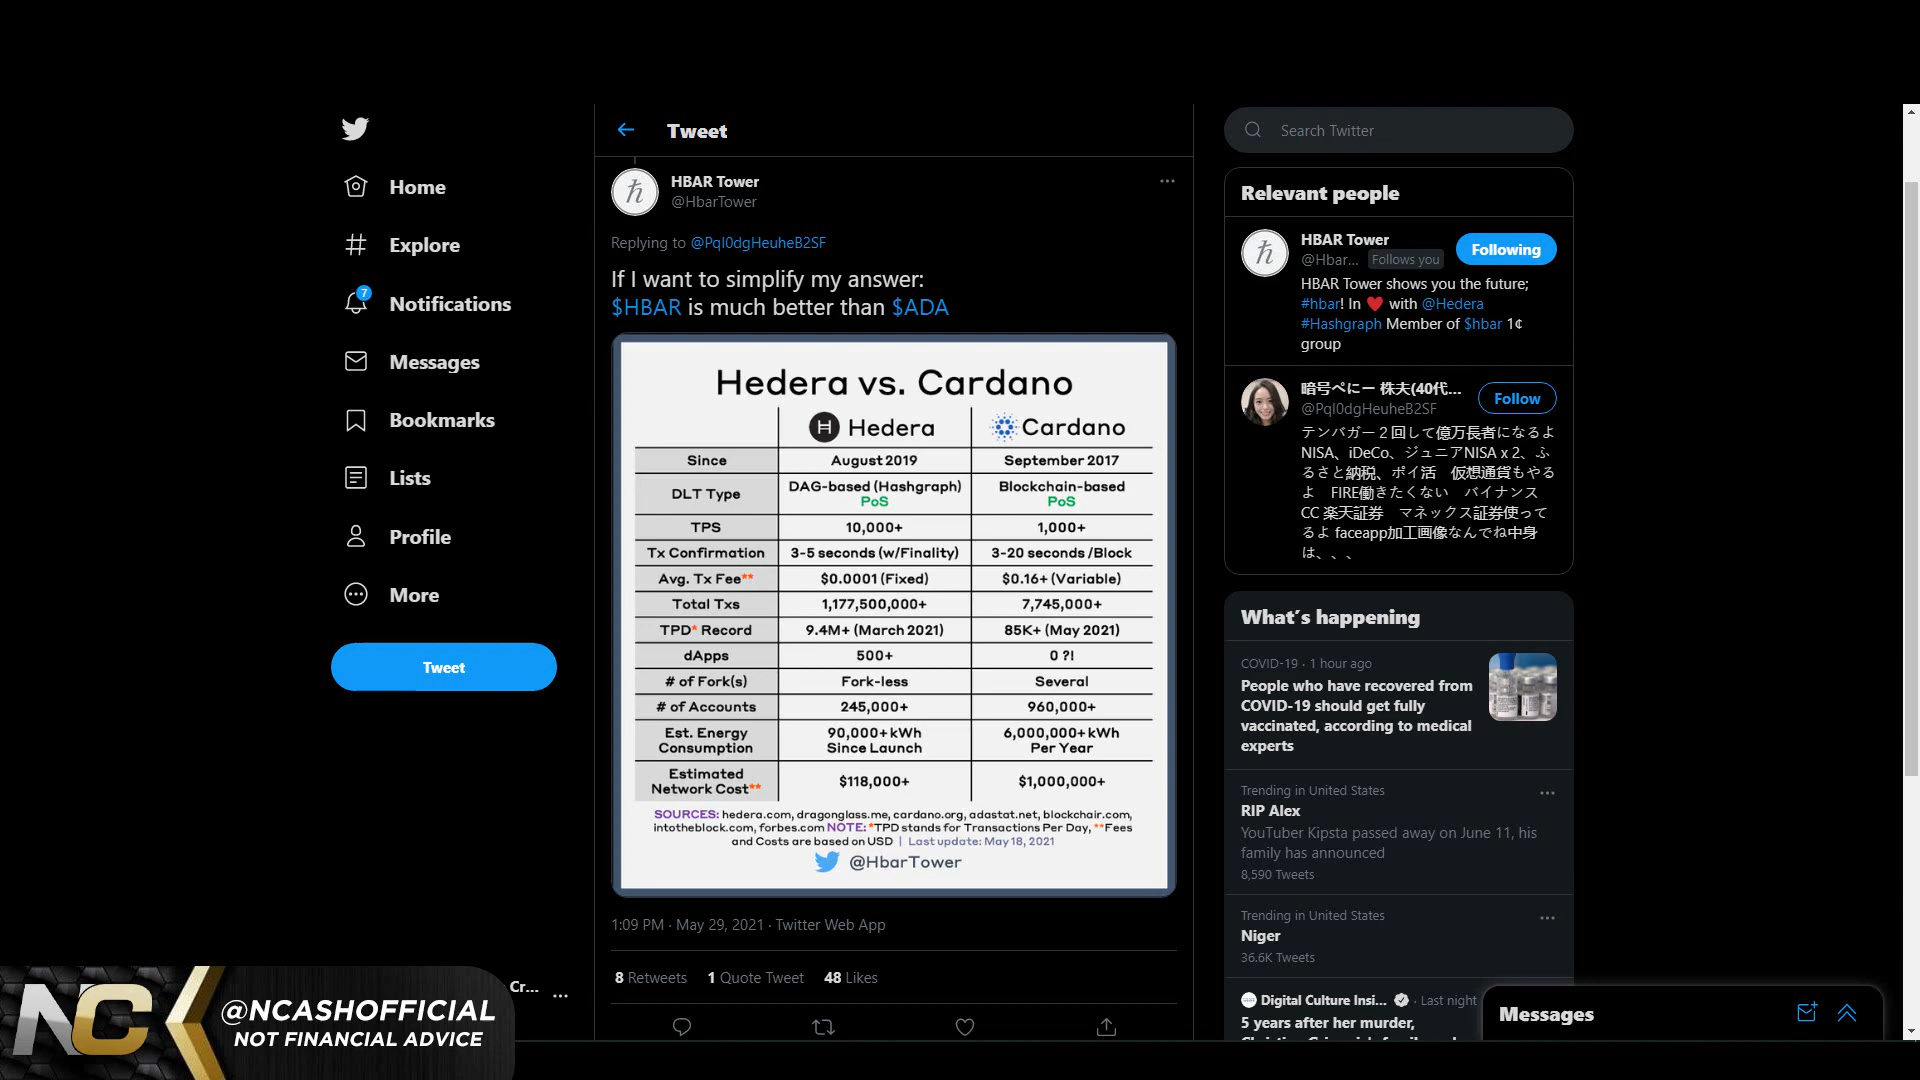 Home
Explore
7
Notifications
Messages
Bookmarks
Lists
Profile
More
Tweet
Cr...
Tweet
HBAR Tower
@HbarTower
Replying to @PqI0dgHeuheB2SF
If I want to simplify my answer:
$HBAR is much better than $ADA
Hedera vs. Cardano
H Hedera Cardano
Since August 2019 September 2017
DLT Type DAG-based (Hashgraph) PoS Blockchain-based PoS
TPS 10,000+ 1,000+
Tx Confirmation 3-5 seconds (w/Finality) 3-20 seconds /Block
Avg. Tx Fee** $0.0001 (Fixed) $0.16+ (Variable)
Total Txs 1,177,500,000+ 7,745,000+
TPD* Record 9.4M+ (March 2021) 85K+ (May 2021)
dApps 500+ 0 ?!
# of Fork(s) Fork-less Several
# of Accounts 245,000+ 960,000+
Est. Energy Consumption 90,000+ kWh Since Launch 6,000,000+ kWh Per Year
Estimated Network Cost** $118,000+ $1,000,000+
SOURCES: hedera.com, dragonglass.me, cardano.org, adastat.net, blockchair.com,
intotheblock.com, forbes.com NOTE: *TPD stands for Transactions Per Day, **Fees
and Costs are based on USD | Last update: May 18, 2021
@HbarTower
1:09 PM · May 29, 2021 · Twitter Web App
8 Retweets 1 Quote Tweet 48 Likes
Search Twitter
Relevant people
HBAR Tower
@Hbar... Follows you
Following
HBAR Tower shows you the future;
#hbar! In ❤️ with @Hedera
#Hashgraph Member of $hbar 1¢
group
暗号ぺにー 株夫(40代...
@PqI0dgHeuheB2SF
Follow
テンバガー２回して億万長者になるよ
NISA、iDeCo、ジュニアNISA x 2、ふ
るさと納税、ポイ活　仮想通貨もやる
よ　FIRE働きたくない　バイナンス
CC 楽天証券　マネックス証券使って
るよ faceapp加工画像なんでね中身
は、、、
What's happening
COVID-19 · 1 hour ago
People who have recovered from
COVID-19 should get fully
vaccinated, according to medical
experts
Trending in United States
RIP Alex
YouTuber Kipsta passed away on June 11, his
family has announced
8,590 Tweets
Trending in United States
Niger
36.6K Tweets
Digital Culture Insi... · Last night
5 years after her murder,
Messages
NC
@NCASHOFFICIAL
NOT FINANCIAL ADVICE